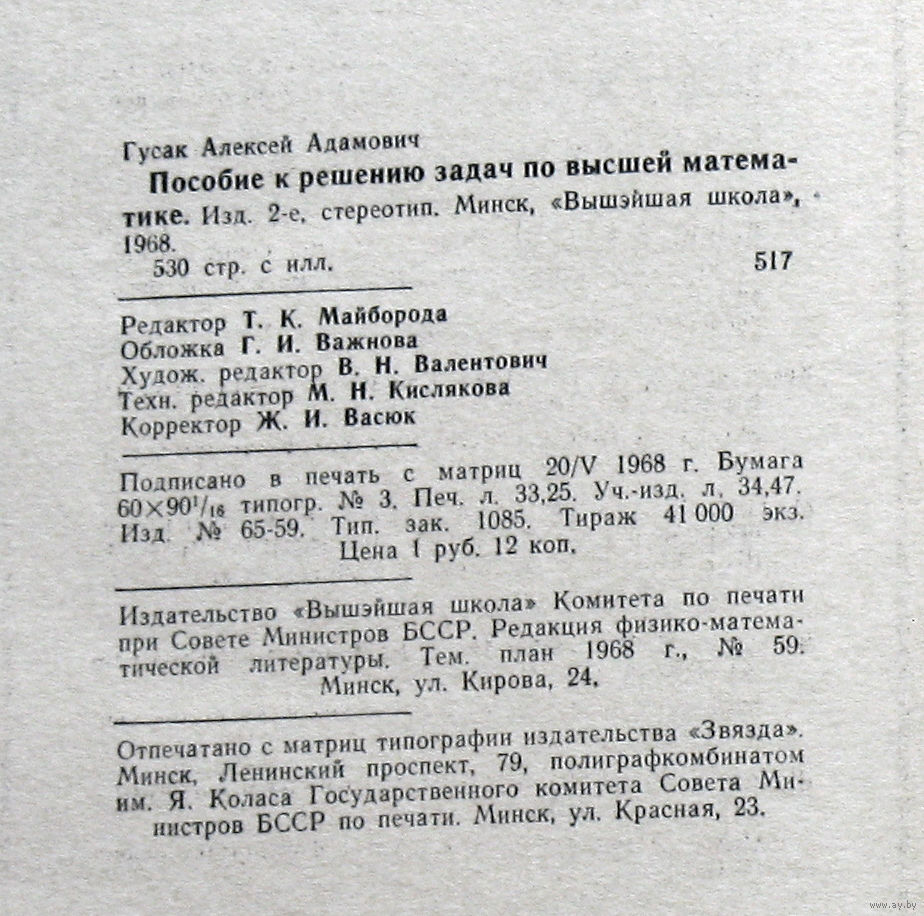 Гусак Алексей Адамович
Пособие к решению задач по высшей матема-
тике. Изд. 2-е, стереотип. Минск, «Вышэйшая школа»,
1968.
530 стр. с илл.
517
Редактор Т. К. Майборода
Обложка Г. И. Важнова
Худож. редактор В. Н. Валентович
Техн. редактор М. Н. Кислякова
Корректор Ж. И. Васюк
Подписано в печать с матриц 20/V 1968 г. Бумага
60×90¹/₁₆ типогр. № 3. Печ. л. 33,25. Уч.-изд. л. 34,47.
Изд. № 65-59. Тип. зак. 1085. Тираж 41 000 экз.
Цена 1 руб. 12 коп.
Издательство «Вышэйшая школа» Комитета по печати
при Совете Министров БССР. Редакция физико-матема-
тической литературы. Тем. план 1968 г., № 59.
Минск, ул. Кирова, 24.
Отпечатано с матриц типографии издательства «Звязда».
Минск, Ленинский проспект, 79, полиграфкомбинатом
им. Я. Коласа Государственного комитета Совета Ми-
нистров БССР по печати. Минск, ул. Красная, 23.
www.ay.by